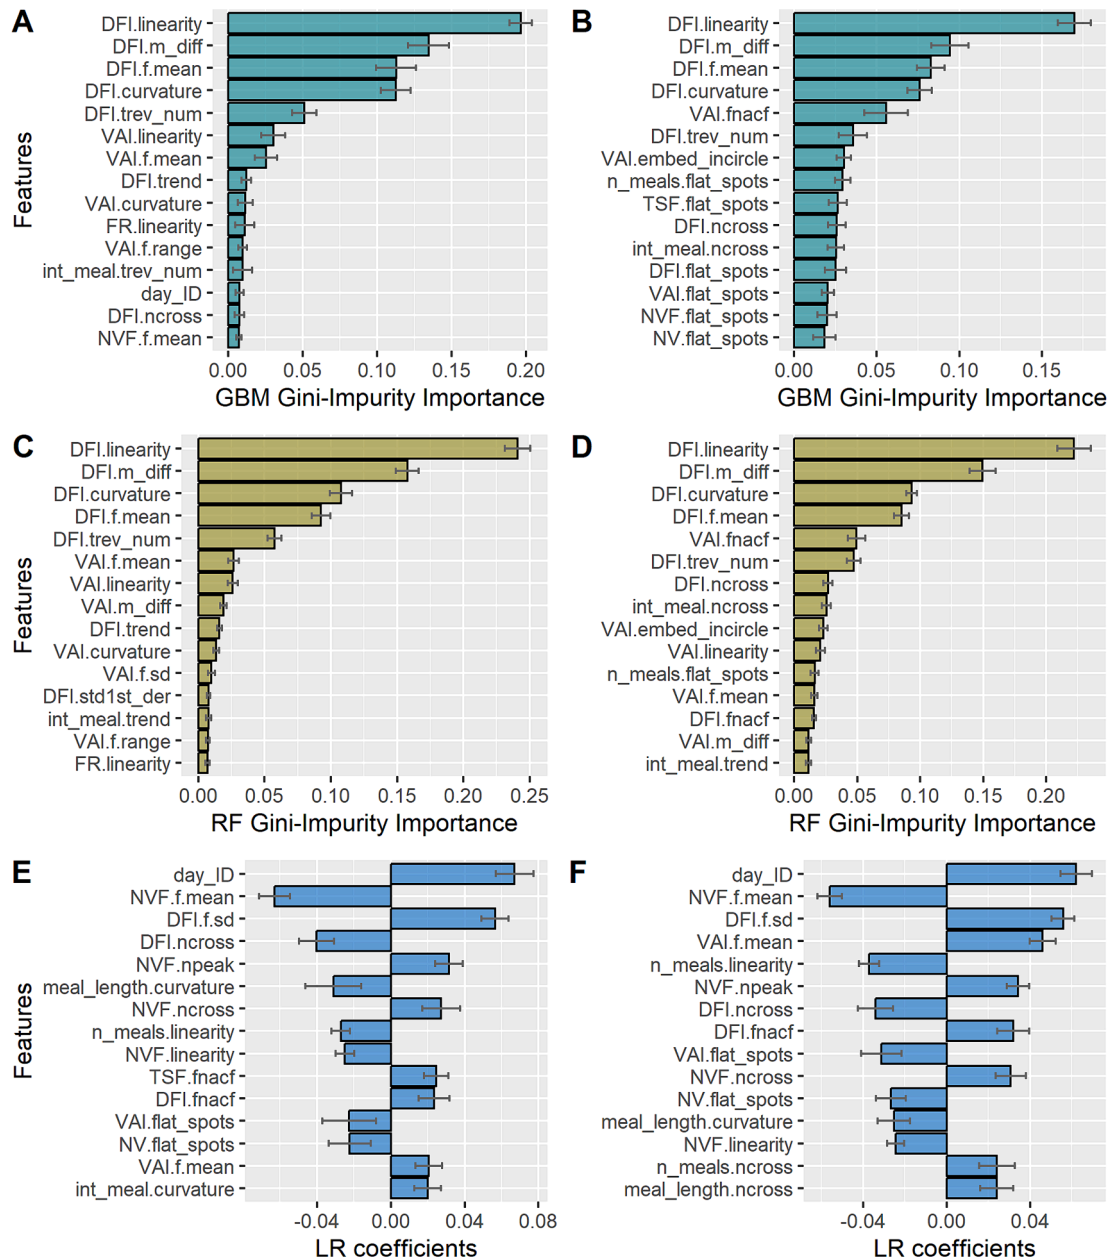 A
Features
DFI.linearity
DFI.m_diff
DFI.f.mean
DFI.curvature
DFI.trev_num
VAI.linearity
VAI.f.mean
DFI.trend
VAI.curvature
FR.linearity
VAI.f.range
int_meal.trev_num
day_ID
DFI.ncross
NVF.f.mean
0.00 0.05 0.10 0.15 0.20
GBM Gini-Impurity Importance
B
DFI.linearity
DFI.m_diff
DFI.f.mean
DFI.curvature
VAI.fnacf
DFI.trev_num
VAI.embed_incircle
n_meals.flat_spots
TSF.flat_spots
DFI.ncross
int_meal.ncross
DFI.flat_spots
VAI.flat_spots
NVF.flat_spots
NV.flat_spots
0.00 0.05 0.10 0.15
GBM Gini-Impurity Importance
C
Features
DFI.linearity
DFI.m_diff
DFI.curvature
DFI.f.mean
DFI.trev_num
VAI.f.mean
VAI.linearity
VAI.m_diff
DFI.trend
VAI.curvature
VAI.f.sd
DFI.std1st_der
int_meal.trend
VAI.f.range
FR.linearity
0.00 0.05 0.10 0.15 0.20 0.25
RF Gini-Impurity Importance
D
DFI.linearity
DFI.m_diff
DFI.curvature
DFI.f.mean
VAI.fnacf
DFI.trev_num
DFI.ncross
int_meal.ncross
VAI.embed_incircle
VAI.linearity
n_meals.flat_spots
VAI.f.mean
DFI.fnacf
VAI.m_diff
int_meal.trend
0.00 0.05 0.10 0.15 0.20
RF Gini-Impurity Importance
E
Features
day_ID
NVF.f.mean
DFI.f.sd
DFI.ncross
NVF.npeak
meal_length.curvature
NVF.ncross
n_meals.linearity
NVF.linearity
TSF.fnacf
DFI.fnacf
VAI.flat_spots
NV.flat_spots
VAI.f.mean
int_meal.curvature
-0.04 0.00 0.04 0.08
LR coefficients
F
day_ID
NVF.f.mean
DFI.f.sd
VAI.f.mean
n_meals.linearity
NVF.npeak
DFI.ncross
DFI.fnacf
VAI.flat_spots
NVF.ncross
NV.flat_spots
meal_length.curvature
NVF.linearity
n_meals.ncross
meal_length.ncross
-0.04 0.00 0.04
LR coefficients